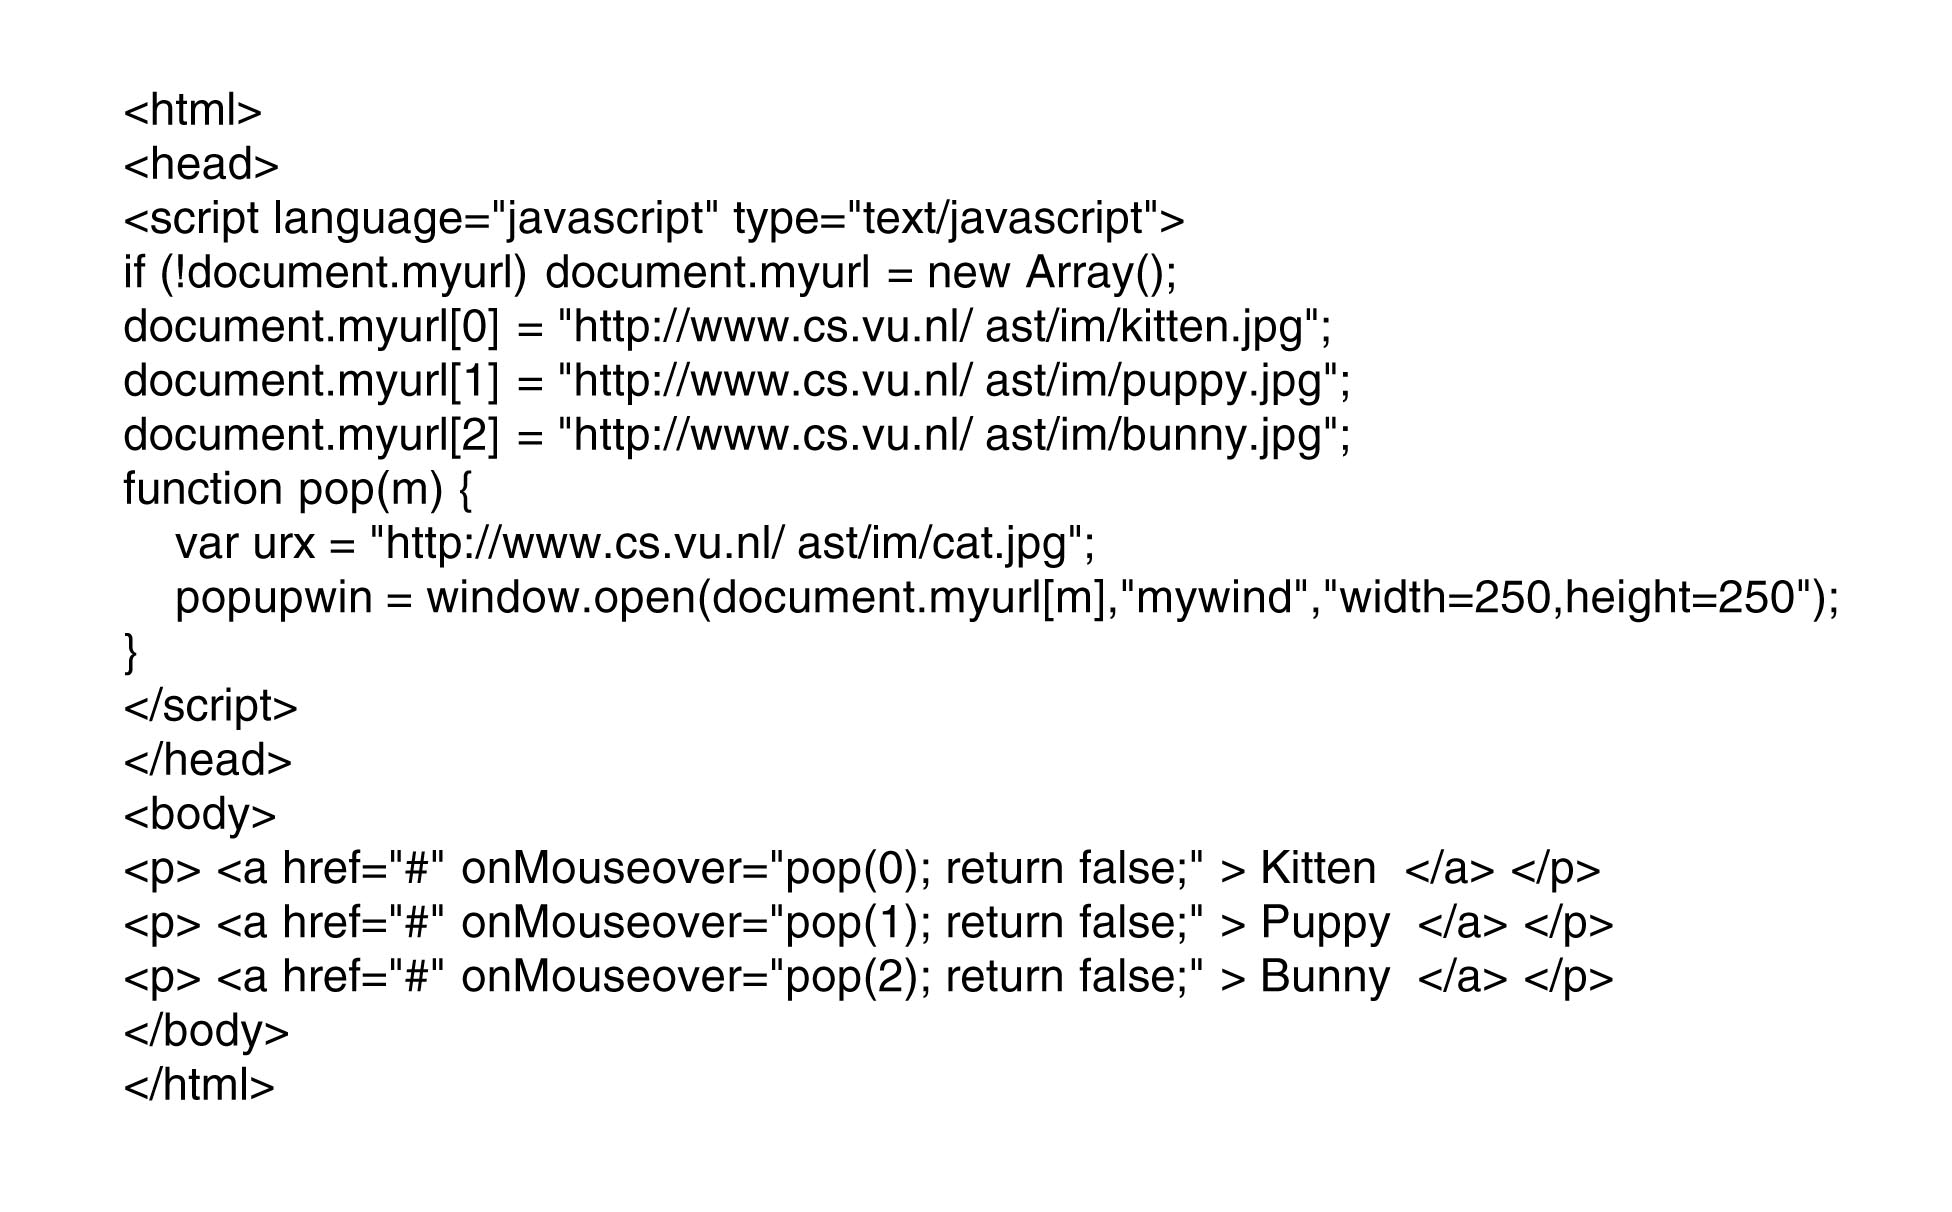 <html>
<head>
<script language="javascript" type="text/javascript">
if (!document.myurl) document.myurl = new Array();
document.myurl[0] = "http://www.cs.vu.nl/ ast/im/kitten.jpg";
document.myurl[1] = "http://www.cs.vu.nl/ ast/im/puppy.jpg";
document.myurl[2] = "http://www.cs.vu.nl/ ast/im/bunny.jpg";
function pop(m) {
    var urx = "http://www.cs.vu.nl/ ast/im/cat.jpg";
    popupwin = window.open(document.myurl[m],"mywind","width=250,height=250");
}
</script>
</head>
<body>
<p> <a href="#" onMouseover="pop(0); return false;" > Kitten  </a> </p>
<p> <a href="#" onMouseover="pop(1); return false;" > Puppy  </a> </p>
<p> <a href="#" onMouseover="pop(2); return false;" > Bunny  </a> </p>
</body>
</html>